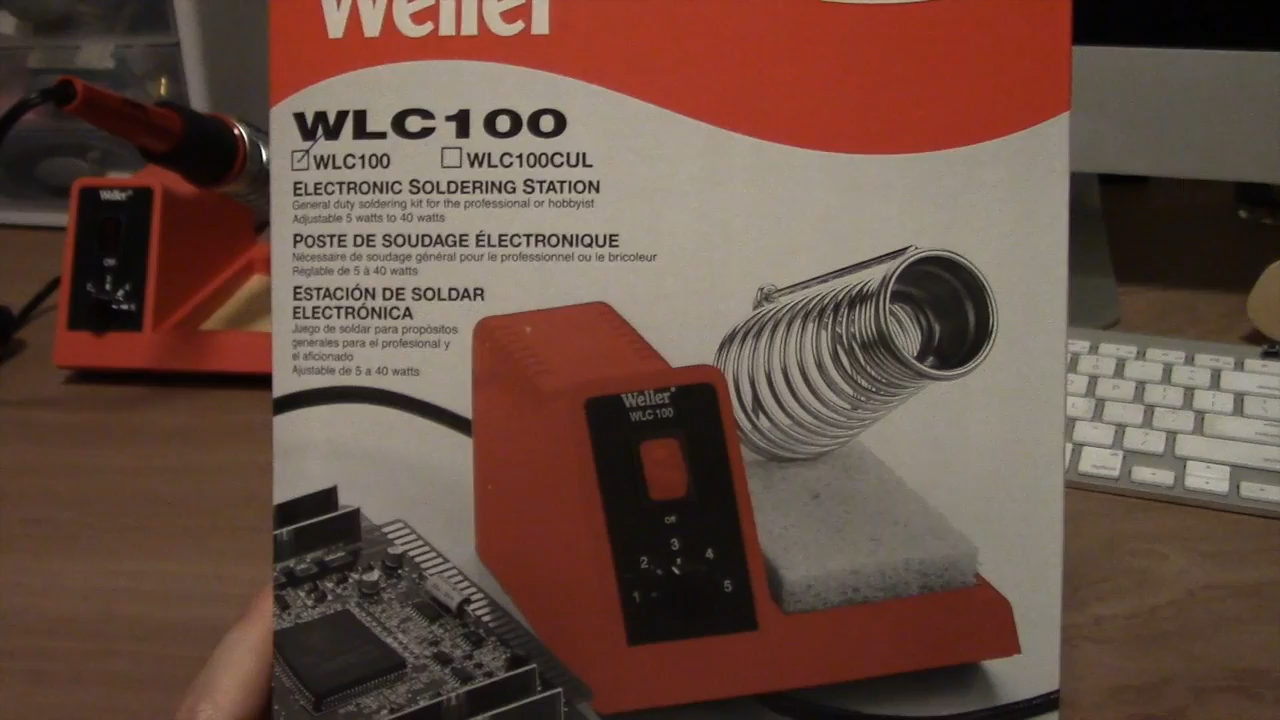 Weller
WLC100
WLC100 WLC100CUL
ELECTRONIC SOLDERING STATION
General duty soldering kit for the professional or hobbyist
Adjustable 5 watts to 40 watts
POSTE DE SOUDAGE ÉLECTRONIQUE
Nécessaire de soudage général pour le professionnel ou le bricoleur
Réglable de 5 à 40 watts
ESTACIÓN DE SOLDAR
ELECTRÓNICA
Juego de soldar para propósitos
generales para el profesional y
el aficionado
Ajustable de 5 a 40 watts
Weller
WLC 100
Off
1 2 3 4 5
Weller
Off